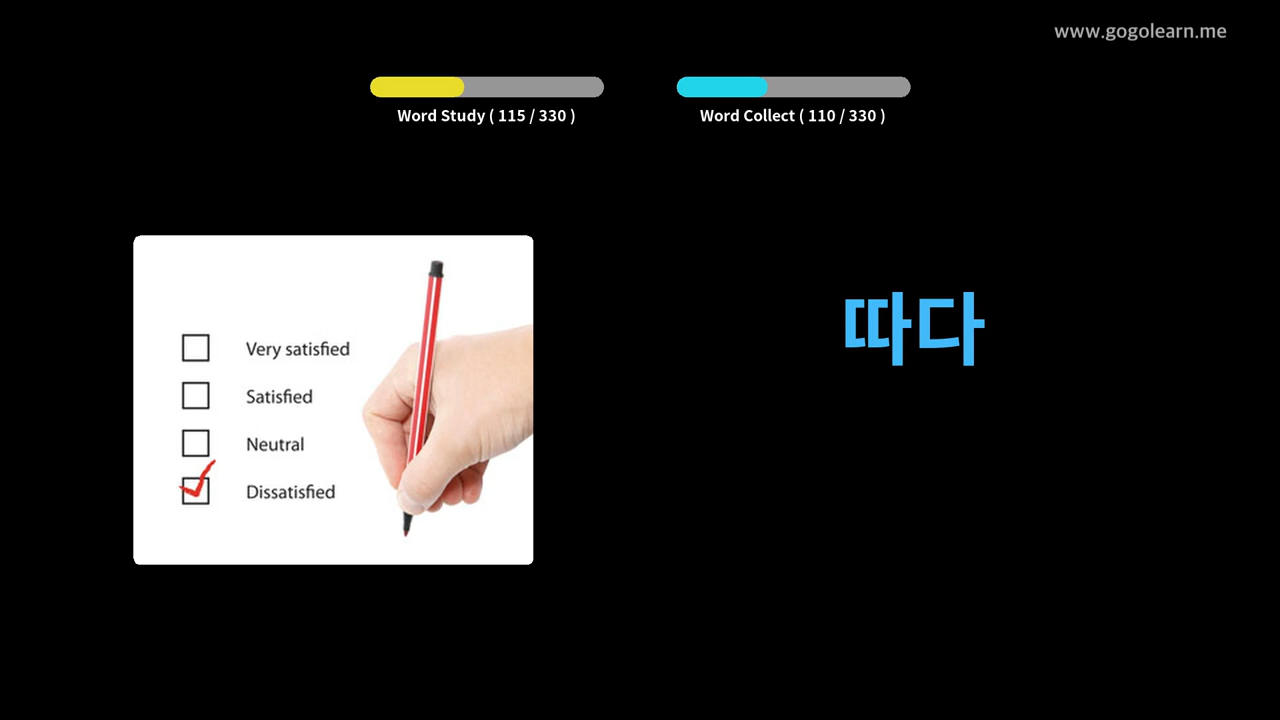 www.gogolearn.me
Word Study ( 115 / 330 )
Word Collect ( 110 / 330 )
Very satisfied
Satisfied
Neutral
Dissatisfied
따다